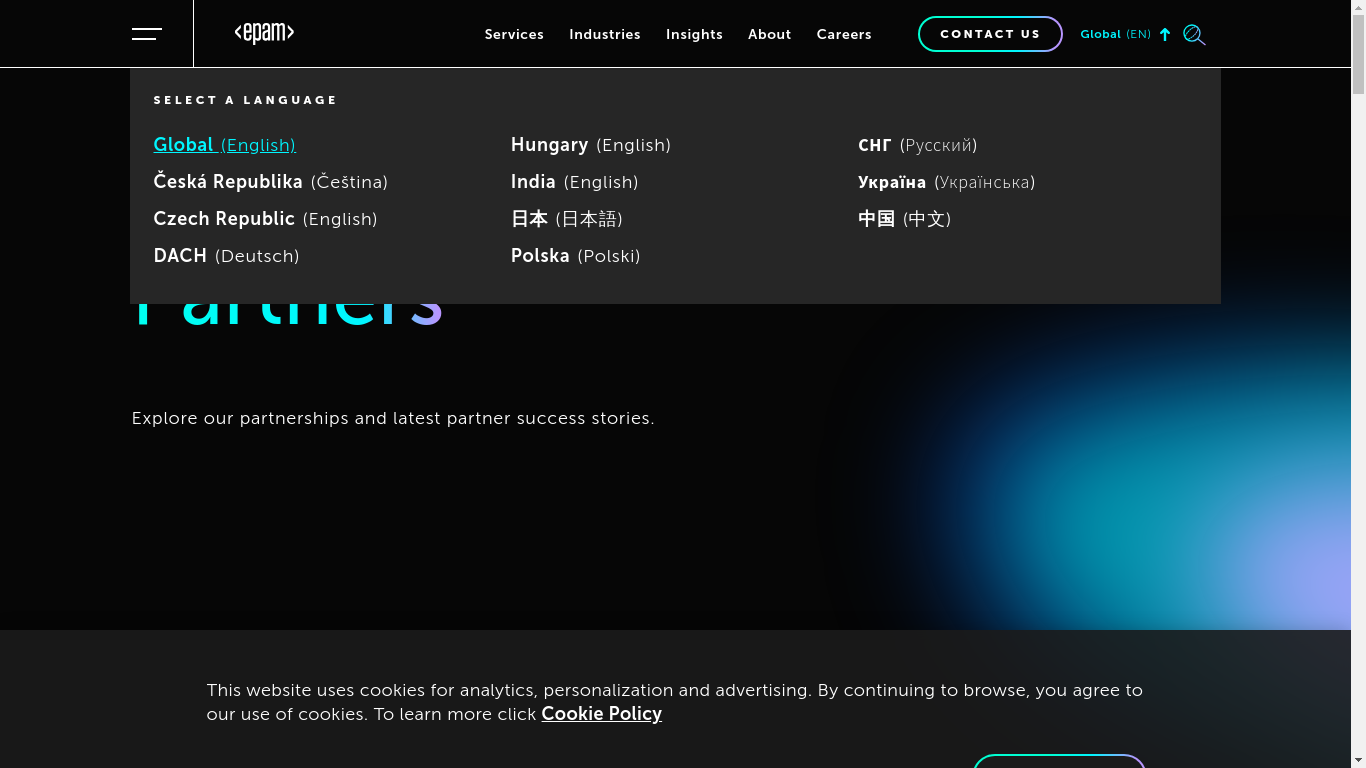 <epam>
Services Industries Insights About Careers
CONTACT US
Global (EN)
SELECT A LANGUAGE
Global (English)
Česká Republika (Čeština)
Czech Republic (English)
DACH (Deutsch)
Hungary (English)
India (English)
日本 (日本語)
Polska (Polski)
СНГ (Русский)
Україна (Українська)
中国 (中文)
Partners
Explore our partnerships and latest partner success stories.
This website uses cookies for analytics, personalization and advertising. By continuing to browse, you agree to
our use of cookies. To learn more click Cookie Policy